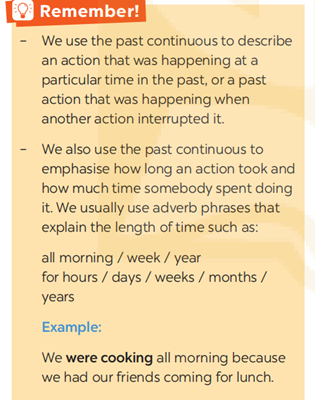 Remember!
– We use the past continuous to describe
an action that was happening at a
particular time in the past, or a past
action that was happening when
another action interrupted it.
– We also use the past continuous to
emphasise how long an action took and
how much time somebody spent doing
it. We usually use adverb phrases that
explain the length of time such as:
all morning / week / year
for hours / days / weeks / months /
years
Example:
We were cooking all morning because
we had our friends coming for lunch.